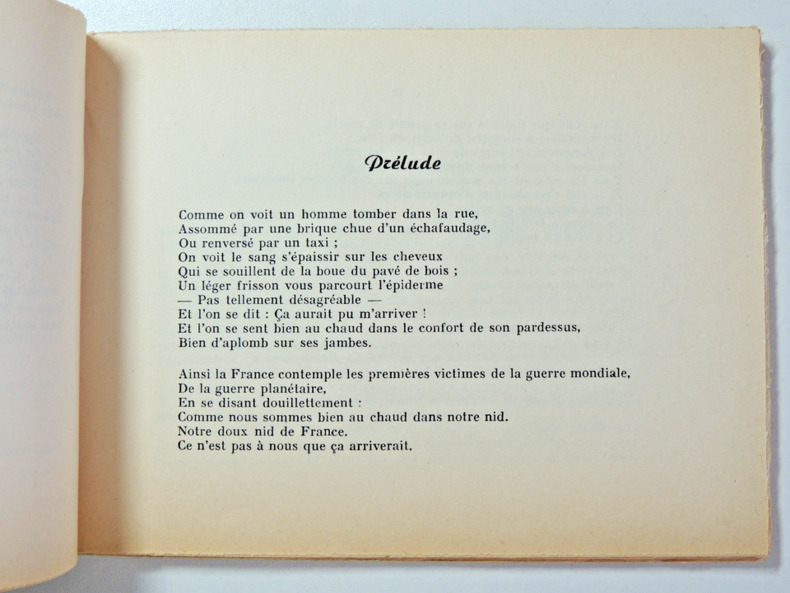 Prélude
Comme on voit un homme tomber dans la rue,
Assommé par une brique chue d'un échafaudage,
Ou renversé par un taxi ;
On voit le sang s'épaissir sur les cheveux
Qui se souillent de la boue du pavé de bois ;
Un léger frisson vous parcourt l'épiderme
— Pas tellement désagréable —
Et l'on se dit : Ça aurait pu m'arriver !
Et l'on se sent bien au chaud dans le confort de son pardessus,
Bien d'aplomb sur ses jambes.
Ainsi la France contemple les premières victimes de la guerre mondiale,
De la guerre planétaire,
En se disant douillettement :
Comme nous sommes bien au chaud dans notre nid.
Notre doux nid de France.
Ce n'est pas à nous que ça arriverait.